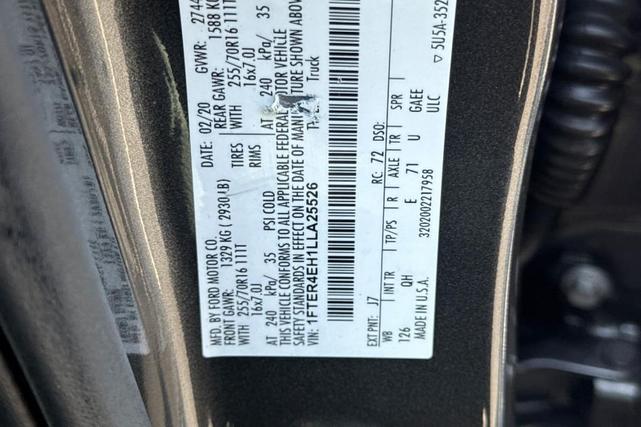 MFD. BY FORD MOTOR CO.
DATE: 02/20
GVWR: 2744
FRONT GAWR: 1329 KG ( 2930LB)
REAR GAWR: 1588 KG
WITH
255/70R16 111T
16x7.0J
TIRES
RIMS
WITH
255/70R16 111T
16x7.0J
AT 240 kPa/ 35 PSI COLD
AT 240 kPa/ 35
THIS VEHICLE CONFORMS TO ALL APPLICABLE FEDERAL MOTOR VEHICLE
SAFETY STANDARDS IN EFFECT ON THE DATE OF MANUFACTURE SHOWN ABOVE
VIN: 1FTER4EH1LLA25526
Truck
EXT PNT: J7
RC: 72 DSO:
WB INT TR TP/PS R AXLE TR SPR
126 QH E 71 U GAEE
MADE IN U.S.A.
3202002217958
ULC
▽ 5U5A-352